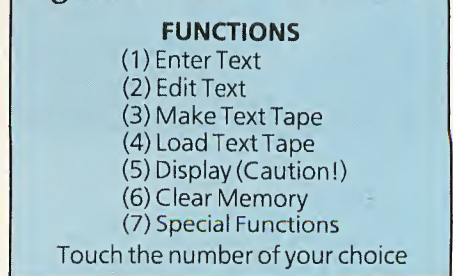 FUNCTIONS
(1) Enter Text
(2) Edit Text
(3) Make Text Tape
(4) Load Text Tape
(5) Display (Caution!)
(6) Clear Memory
(7) Special Functions
Touch the number of your choice